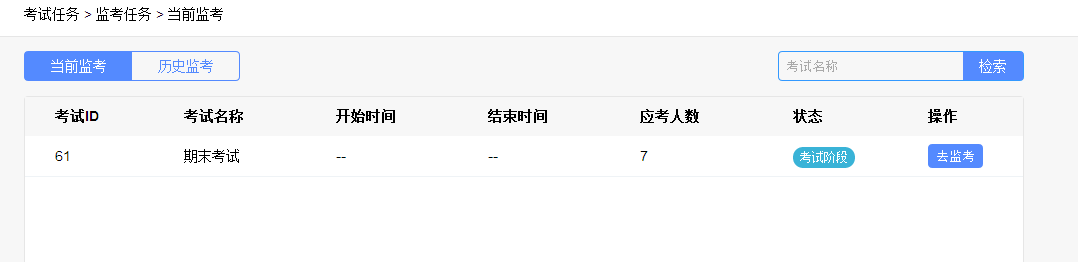 考试任务 > 监考任务 > 当前监考
当前监考 历史监考 考试名称 检索
考试ID 考试名称 开始时间 结束时间 应考人数 状态 操作
61 期末考试 -- -- 7 考试阶段 去监考